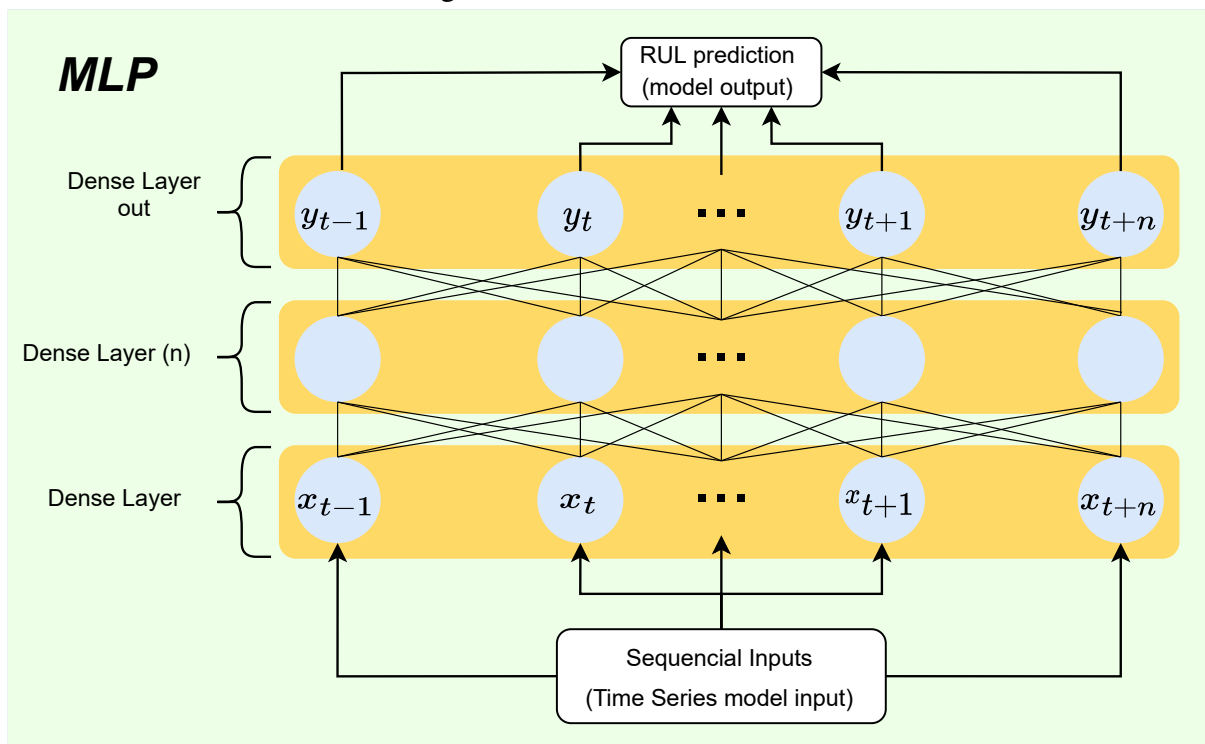 MLP
RUL prediction
(model output)
Dense Layer
out
y_{t-1} y_t ... y_{t+1} y_{t+n}
Dense Layer (n)
...
Dense Layer
x_{t-1} x_t ... x_{t+1} x_{t+n}
Sequencial Inputs
(Time Series model input)